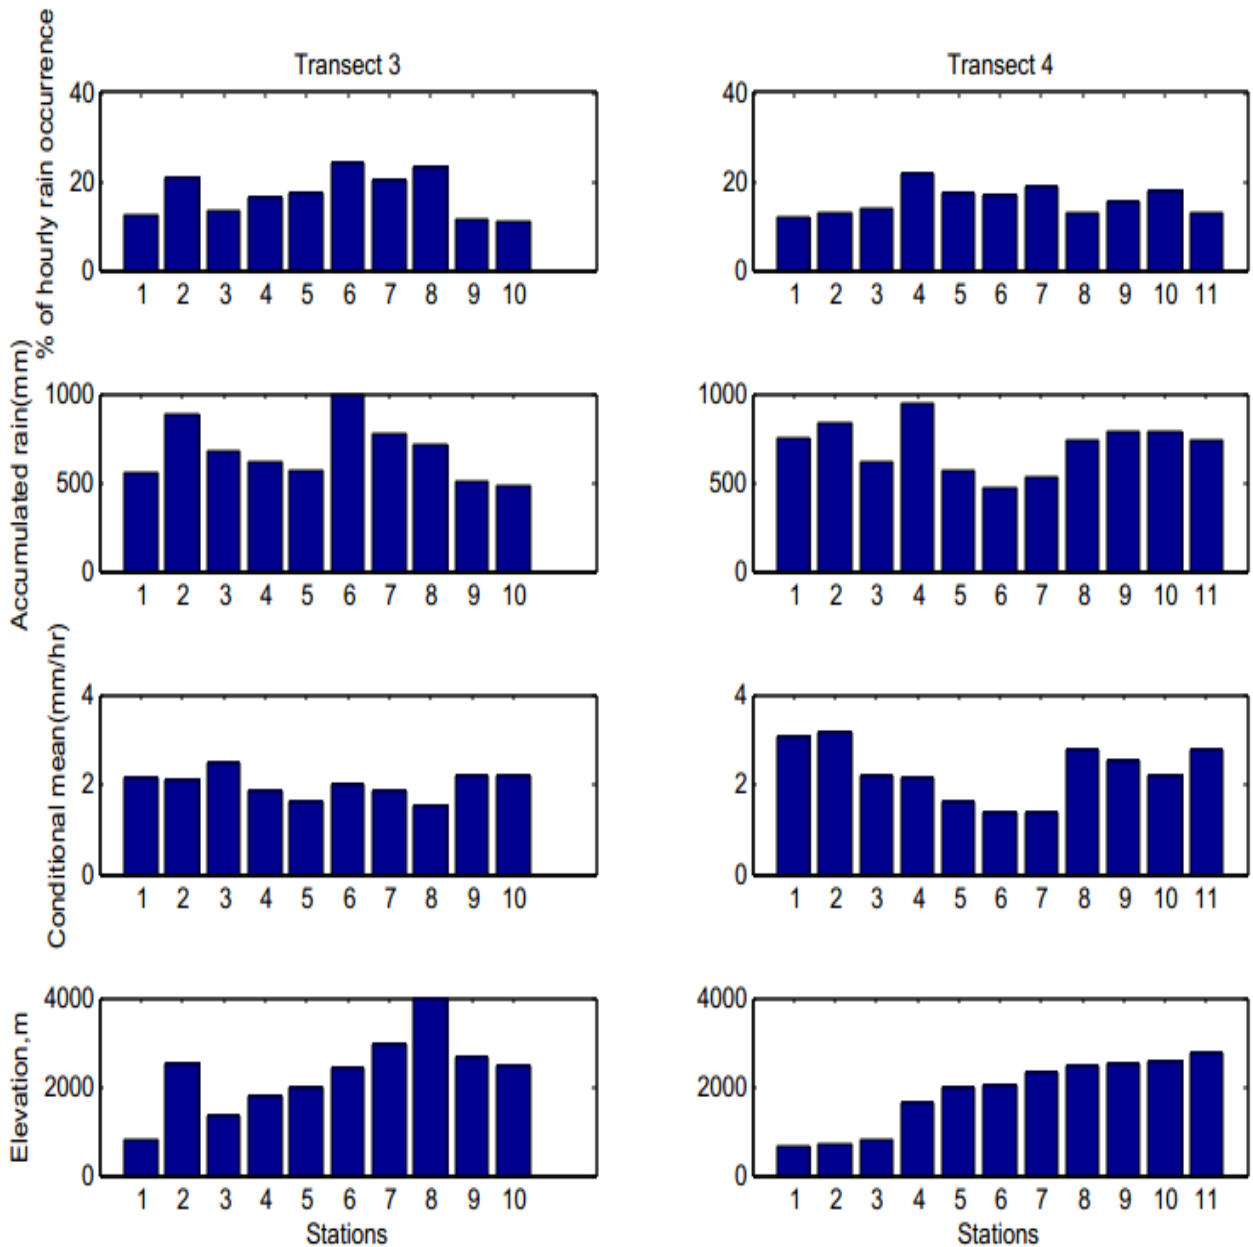 Transect 3
% of hourly rain occurrence
40
20
0
1 2 3 4 5 6 7 8 9 10
Transect 4
40
20
0
1 2 3 4 5 6 7 8 9 10 11
Accumulated rain(mm)
1000
500
0
1 2 3 4 5 6 7 8 9 10
1000
500
0
1 2 3 4 5 6 7 8 9 10 11
Conditional mean(mm/hr)
4
2
0
1 2 3 4 5 6 7 8 9 10
4
2
0
1 2 3 4 5 6 7 8 9 10 11
Elevation,m
4000
2000
0
1 2 3 4 5 6 7 8 9 10
Stations
4000
2000
0
1 2 3 4 5 6 7 8 9 10 11
Stations